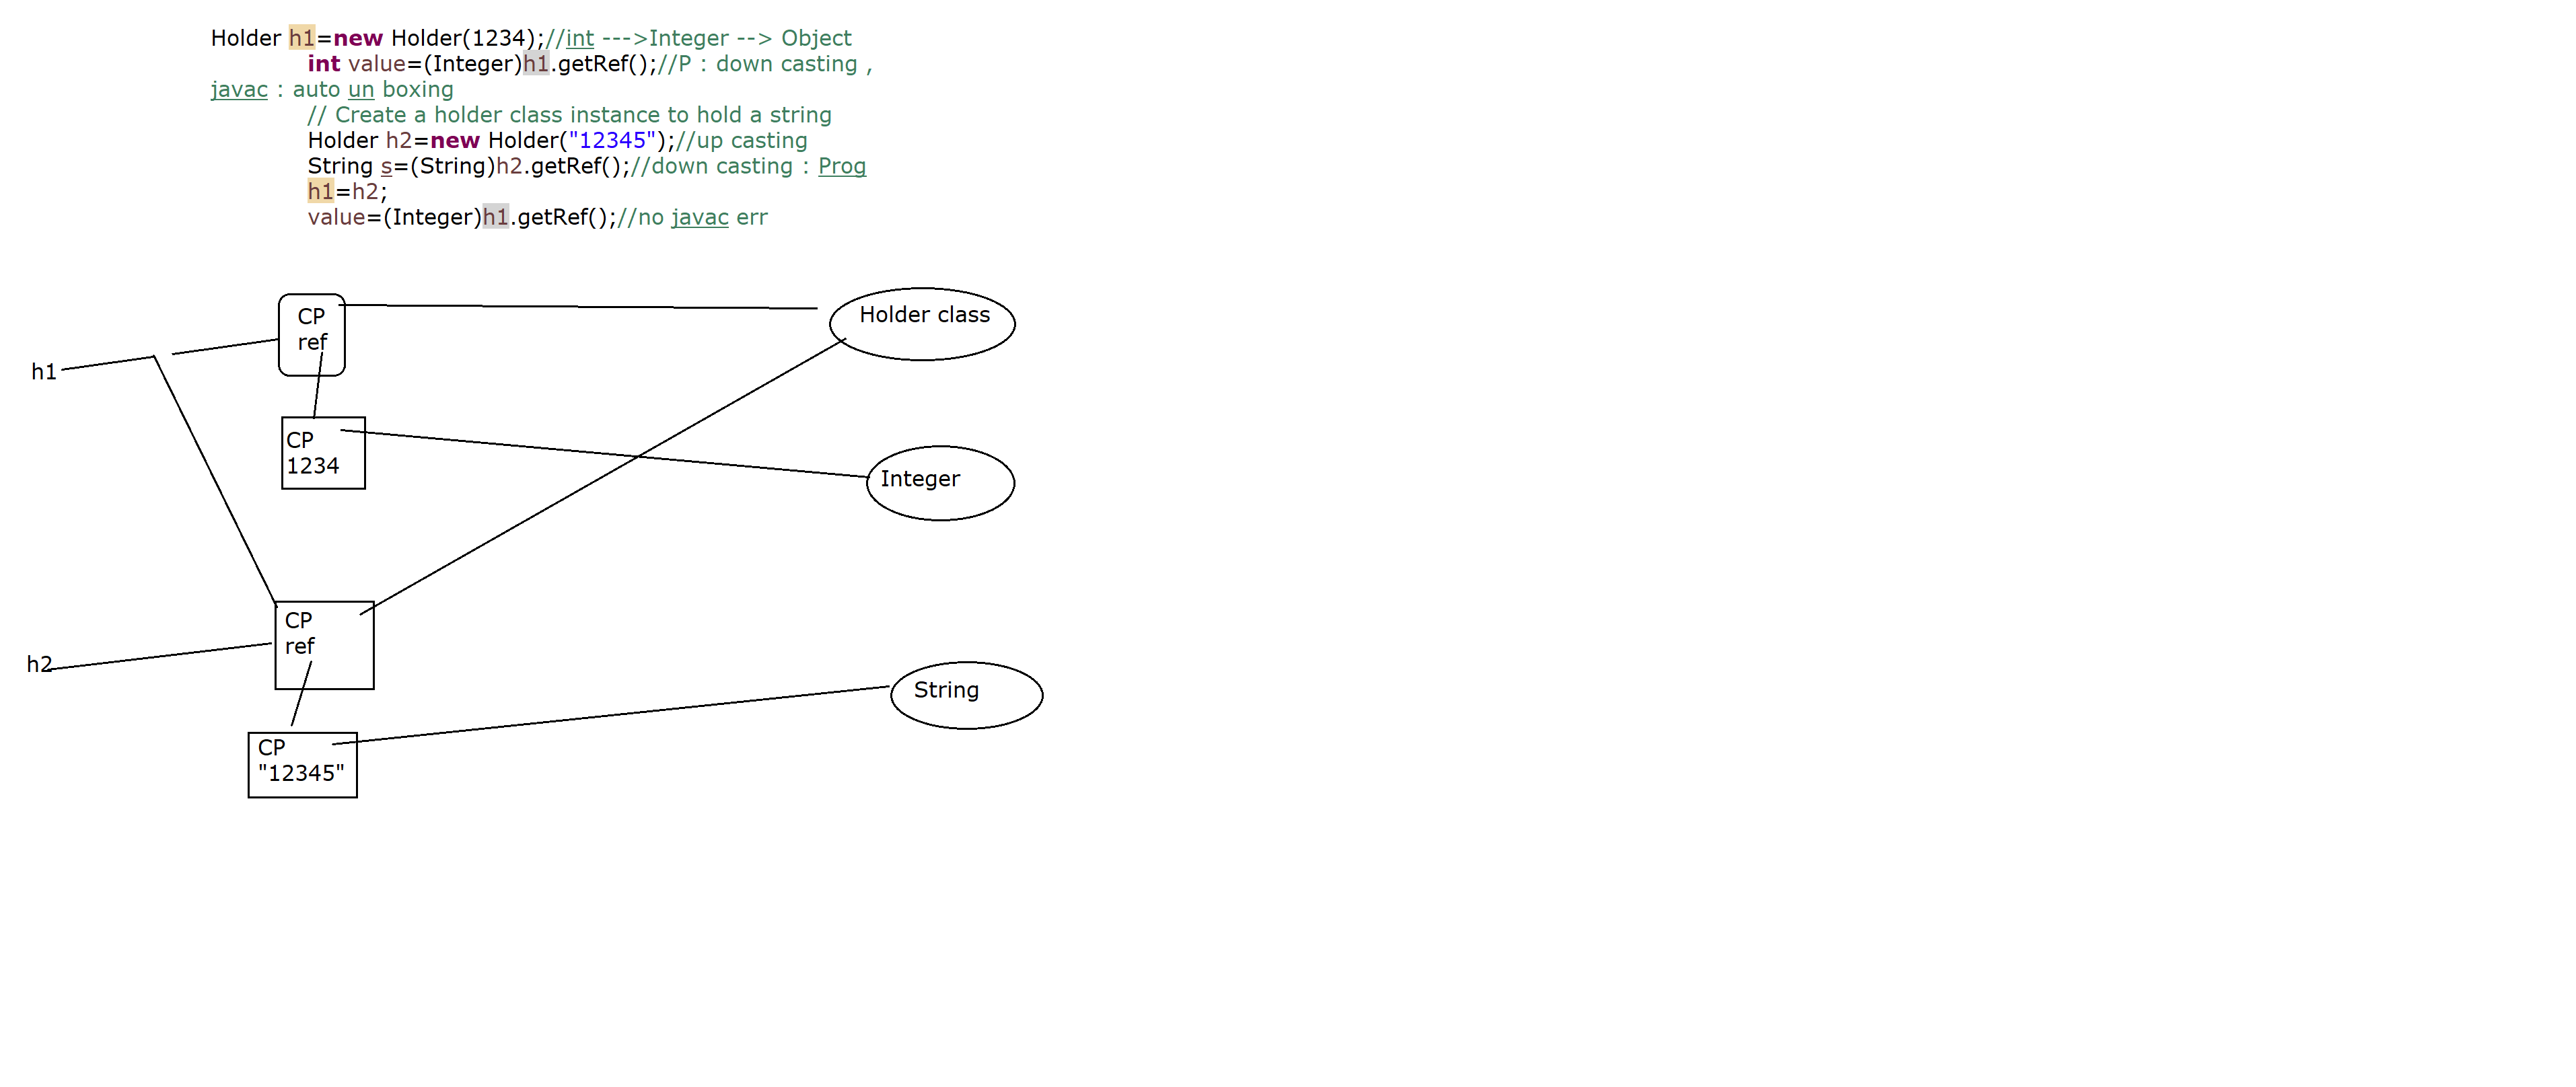 Holder h1=new Holder(1234);//int --->Integer --> Object
int value=(Integer)h1.getRef();//P : down casting ,
javac : auto un boxing
// Create a holder class instance to hold a string
Holder h2=new Holder("12345");//up casting
String s=(String)h2.getRef();//down casting : Prog
h1=h2;
value=(Integer)h1.getRef();//no javac err
CP
ref
Holder class
h1
CP
1234
Integer
CP
ref
h2
String
CP
"12345"